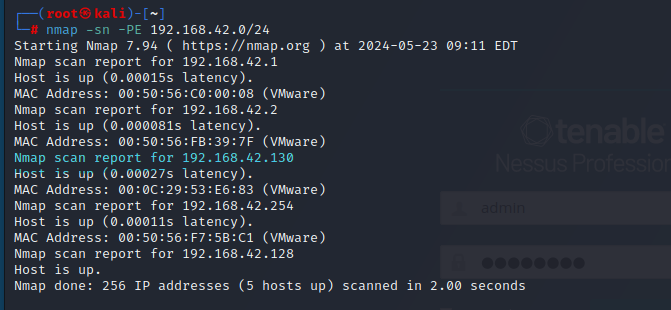 ┌──(root㉿kali)-[~]
└─# nmap -sn -PE 192.168.42.0/24
Starting Nmap 7.94 ( https://nmap.org ) at 2024-05-23 09:11 EDT
Nmap scan report for 192.168.42.1
Host is up (0.00015s latency).
MAC Address: 00:50:56:C0:00:08 (VMware)
Nmap scan report for 192.168.42.2
Host is up (0.000081s latency).
MAC Address: 00:50:56:FB:39:7F (VMware)
Nmap scan report for 192.168.42.130
Host is up (0.00027s latency).
MAC Address: 00:0C:29:53:E6:83 (VMware)
Nmap scan report for 192.168.42.254
Host is up (0.00011s latency).
MAC Address: 00:50:56:F7:5B:C1 (VMware)
Nmap scan report for 192.168.42.128
Host is up.
Nmap done: 256 IP addresses (5 hosts up) scanned in 2.00 seconds
tenable
Nessus Profession
admin
●●●●●●●●